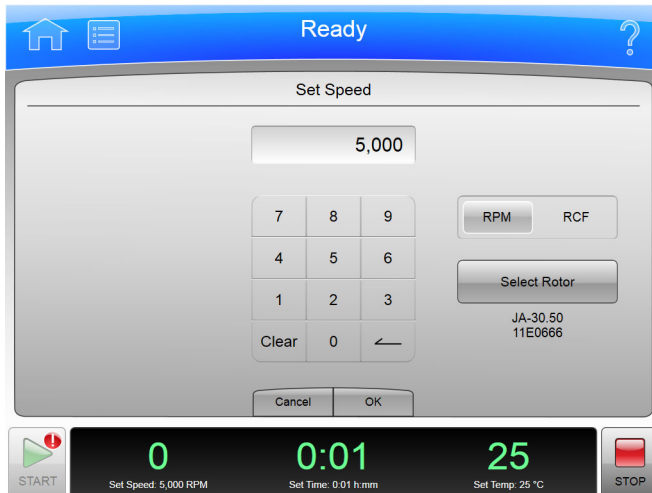 Ready
?
Set Speed
5,000
7 8 9
RPM RCF
4 5 6
Select Rotor
1 2 3
JA-30.50
11E0666
Clear 0
Cancel OK
!
0 0:01 25
START
Set Speed: 5,000 RPM Set Time: 0:01 h:mm Set Temp: 25 °C
STOP